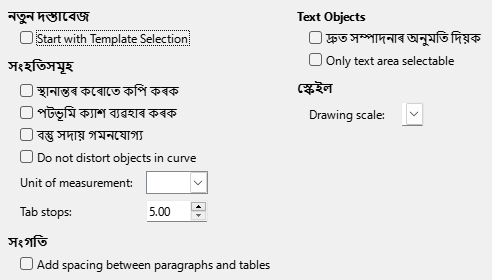 নতুন দস্তাবেজ
Start with Template Selection
সংহতিসমূহ
স্থানান্তৰ কৰোতে কপি কৰক
পটভূমি ক্যাশ ব্যৱহাৰ কৰক
বস্তু সদায় গমনযোগ্য
Do not distort objects in curve
Unit of measurement:
Tab stops:
5.00
সংগতি
Add spacing between paragraphs and tables
Text Objects
দ্ৰুত সম্পাদনাৰ অনুমতি দিয়ক
Only text area selectable
স্কেইল
Drawing scale: